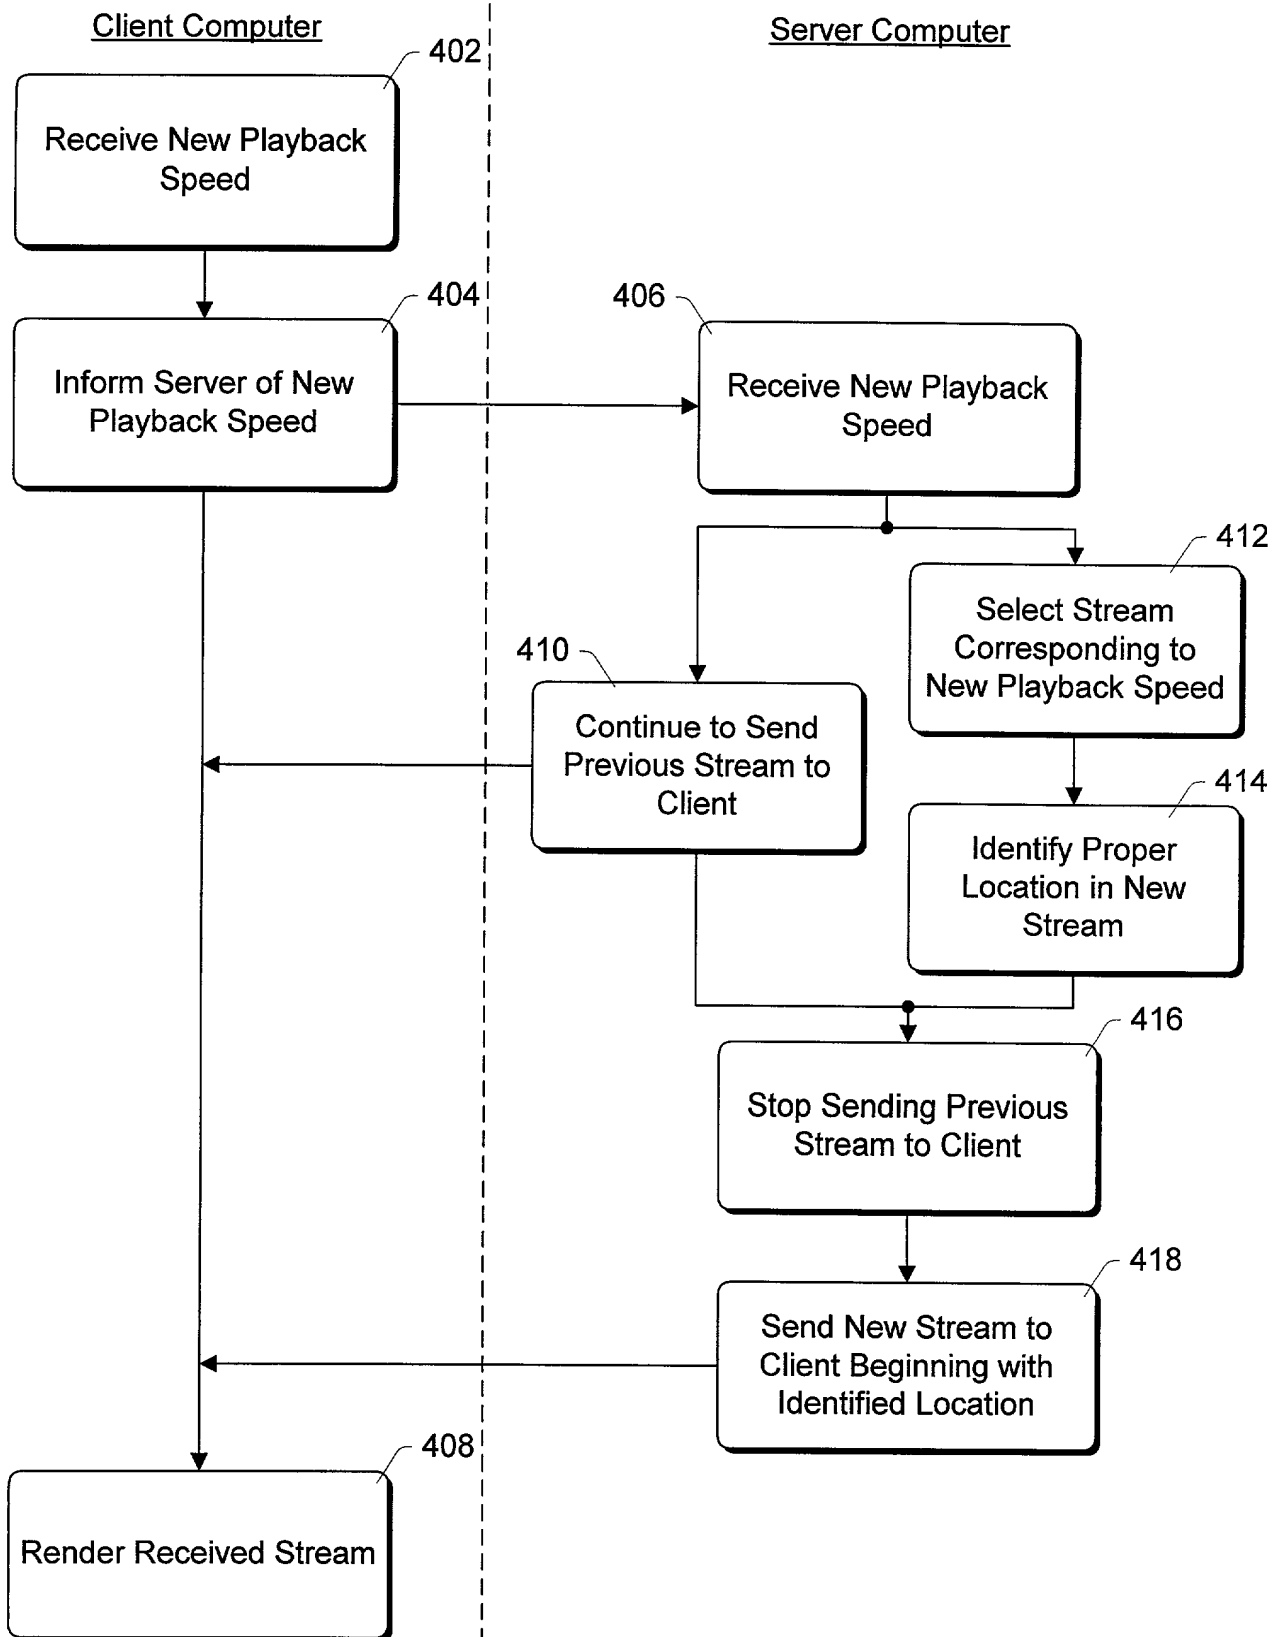 Client Computer
Server Computer
402
Receive New Playback
Speed
404
Inform Server of New
Playback Speed
406
Receive New Playback
Speed
412
Select Stream
Corresponding to
New Playback Speed
410
Continue to Send
Previous Stream to
Client
414
Identify Proper
Location in New
Stream
416
Stop Sending Previous
Stream to Client
418
Send New Stream to
Client Beginning with
Identified Location
408
Render Received Stream